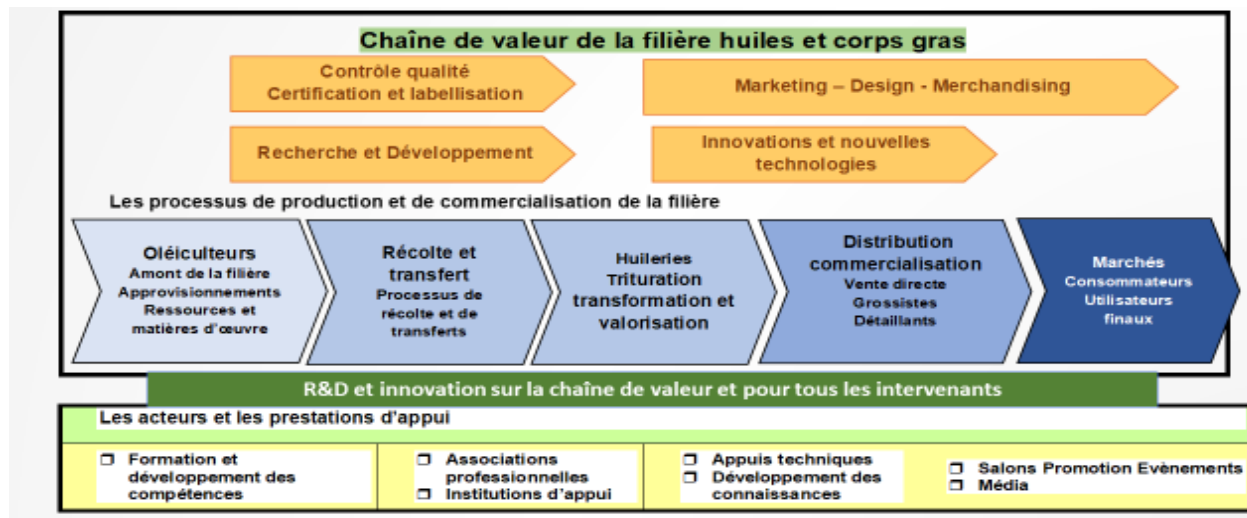 Chaîne de valeur de la filière huiles et corps gras
Contrôle qualité
Certification et labellisation
Marketing – Design - Merchandising
Recherche et Développement
Innovations et nouvelles
technologies
Les processus de production et de commercialisation de la filière
Oléiculteurs
Amont de la filière
Approvisionnements
Ressources et
matières d'œuvre
Récolte et
transfert
Processus de
récolte et de
transferts
Huileries
Trituration
transformation et
valorisation
Distribution
commercialisation
Vente directe
Grossistes
Détaillants
Marchés
Consommateurs
Utilisateurs
finaux
R&D et innovation sur la chaîne de valeur et pour tous les intervenants
Les acteurs et les prestations d'appui
❐ Formation et
développement des
compétences
❐ Associations
professionnelles
❐ Institutions d'appui
❐ Appuis techniques
❐ Développement des
connaissances
❐ Salons Promotion Evènements
❐ Média